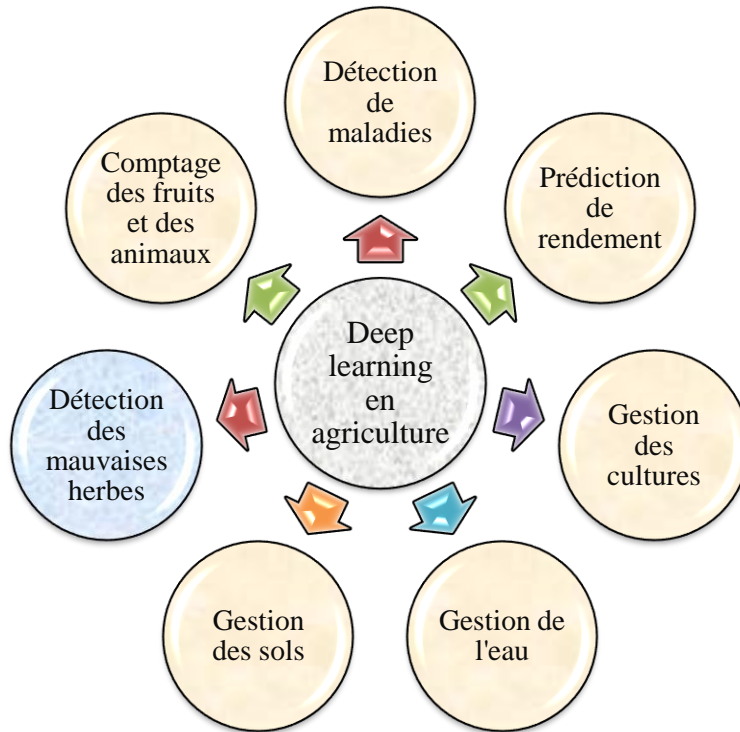 Détection
de
maladies
Prédiction
de
rendement
Gestion
des
cultures
Gestion de
l'eau
Gestion
des sols
Détection
des
mauvaises
herbes
Comptage
des fruits
et des
animaux
Deep
learning
en
agriculture